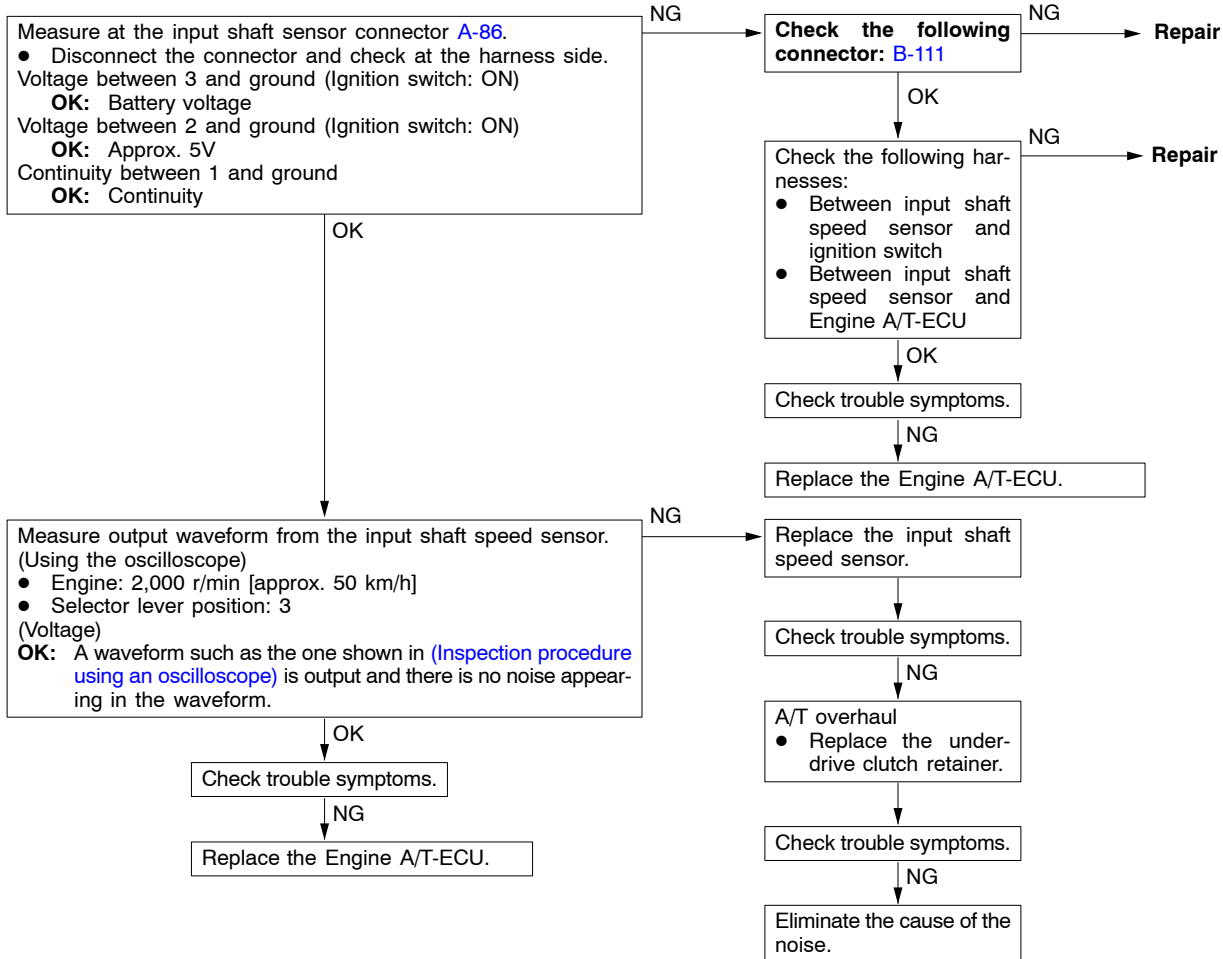 Measure at the input shaft sensor connector A-86.
● Disconnect the connector and check at the harness side.
Voltage between 3 and ground (Ignition switch: ON)
OK: Battery voltage
Voltage between 2 and ground (Ignition switch: ON)
OK: Approx. 5V
Continuity between 1 and ground
OK: Continuity
NG
Check the following
connector: B-111
NG
Repair
OK
Check the following har-
nesses:
● Between input shaft
speed sensor and
ignition switch
● Between input shaft
speed sensor and
Engine A/T-ECU
NG
Repair
OK
Check trouble symptoms.
NG
Replace the Engine A/T-ECU.
OK
Measure output waveform from the input shaft speed sensor.
(Using the oscilloscope)
● Engine: 2,000 r/min [approx. 50 km/h]
● Selector lever position: 3
(Voltage)
OK: A waveform such as the one shown in (Inspection procedure
using an oscilloscope) is output and there is no noise appear-
ing in the waveform.
NG
Replace the input shaft
speed sensor.
Check trouble symptoms.
NG
A/T overhaul
● Replace the under-
drive clutch retainer.
Check trouble symptoms.
NG
Eliminate the cause of the
noise.
OK
Check trouble symptoms.
NG
Replace the Engine A/T-ECU.